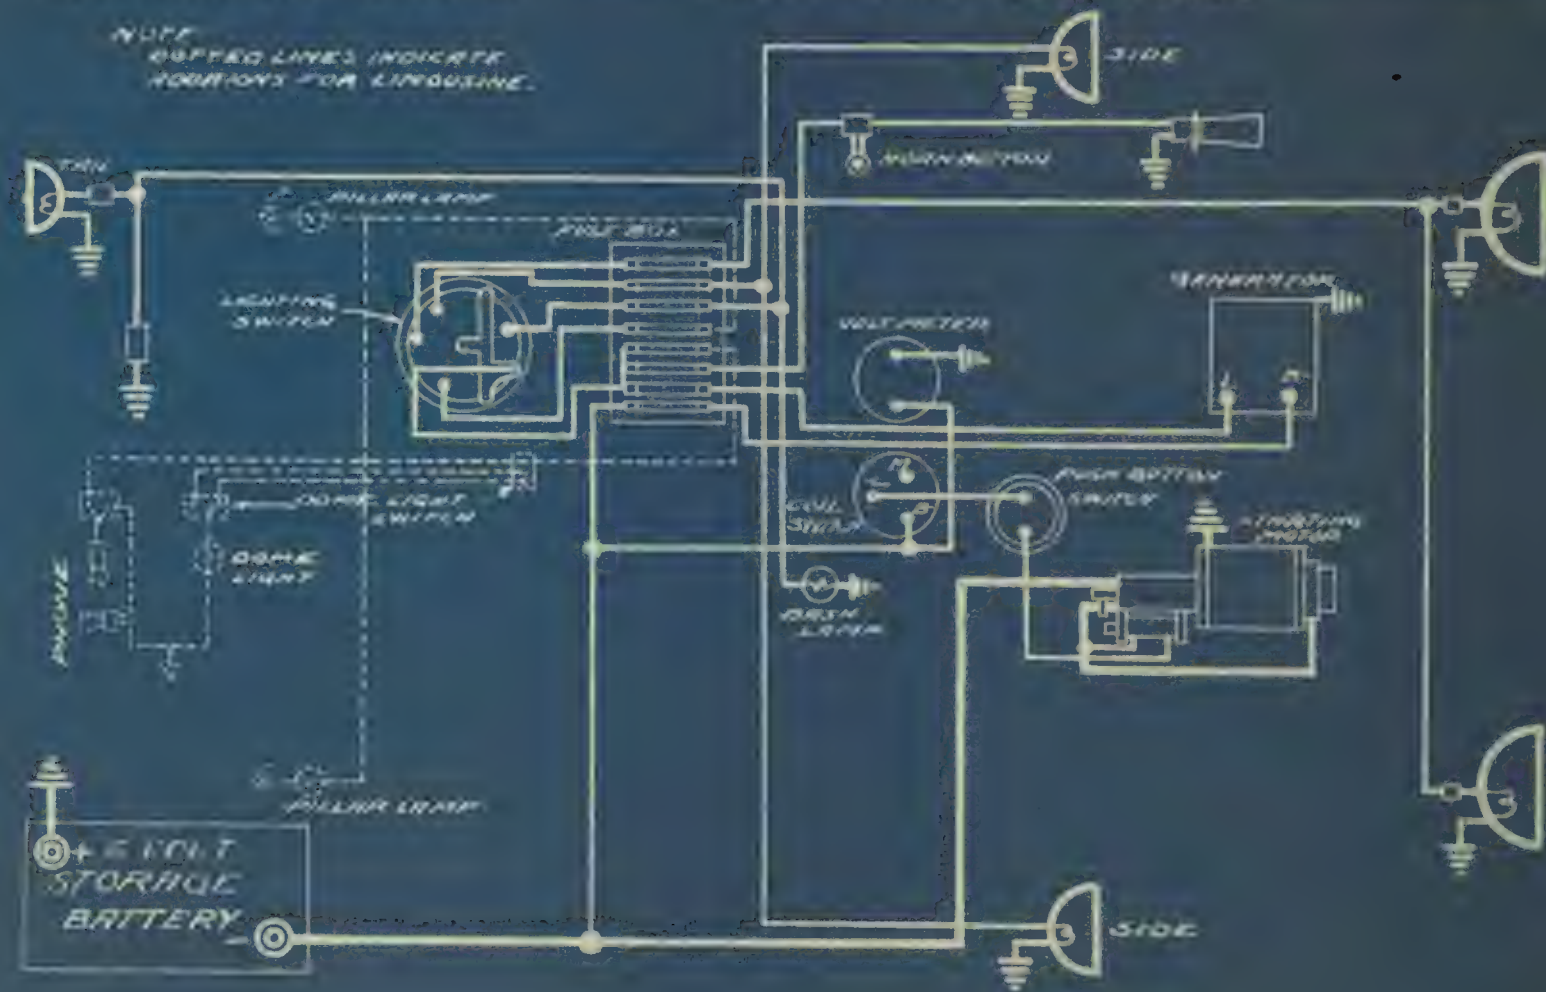 NOTE
DOTTED LINES INDICATE
ADDITIONS FOR LIMOUSINE.
SIDE
HORN BUTTON
TAIL
PILLAR LAMP
FUSE BOX
LIGHTING
SWITCH
GENERATOR
VOLT METER
PUSH BUTTON
SWITCH
COIL
DOME LIGHT
SWITCH
STARTING
MOTOR
DOME
LIGHT
PHONE
DASH
PILLAR LAMP
+ 6 VOLT
STORAGE
BATTERY
-
SIDE